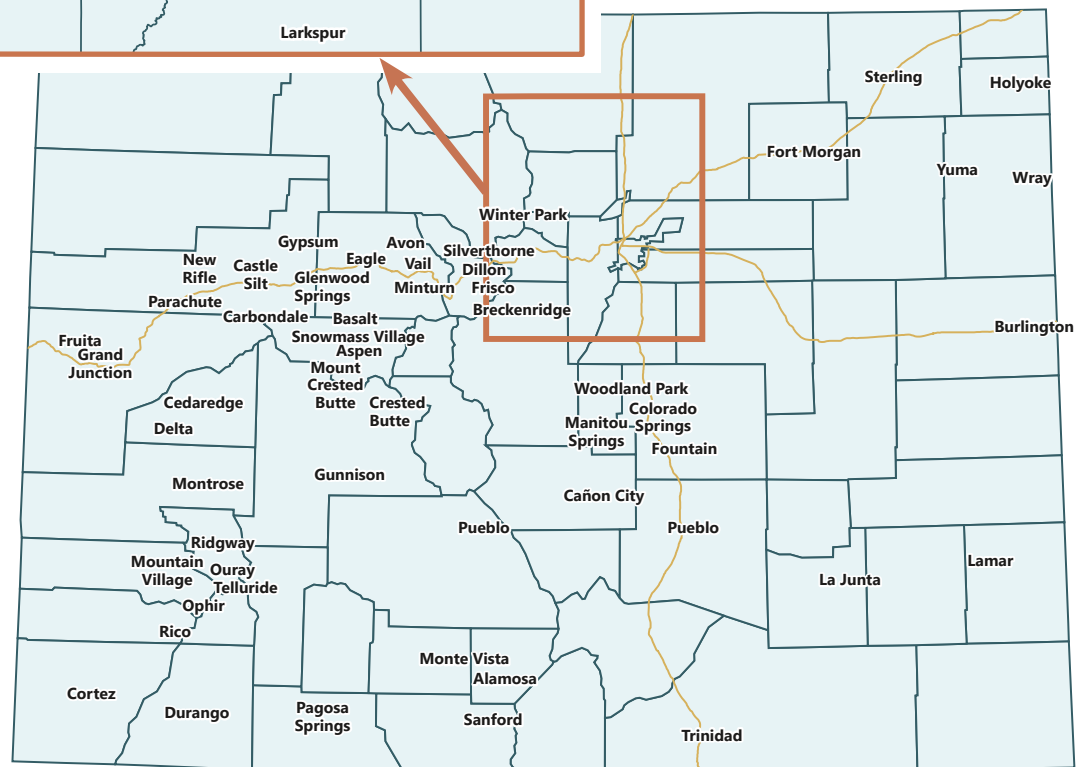 Larkspur
Sterling
Holyoke
Fort Morgan
Yuma
Wray
Winter Park
Gypsum
Avon
Silverthorne
New
Rifle
Castle
Silt
Eagle
Vail
Dillon
Glenwood
Springs
Minturn
Frisco
Parachute
Breckenridge
Carbondale
Basalt
Burlington
Snowmass Village
Fruita
Grand
Junction
Aspen
Mount
Crested
Butte
Woodland Park
Cedaredge
Crested
Butte
Colorado
Springs
Manitou
Springs
Delta
Fountain
Gunnison
Montrose
Cañon City
Pueblo
Pueblo
Ridgway
Mountain
Village
Ouray
Telluride
Lamar
La Junta
Ophir
Rico
Monte Vista
Alamosa
Cortez
Durango
Pagosa
Springs
Sanford
Trinidad